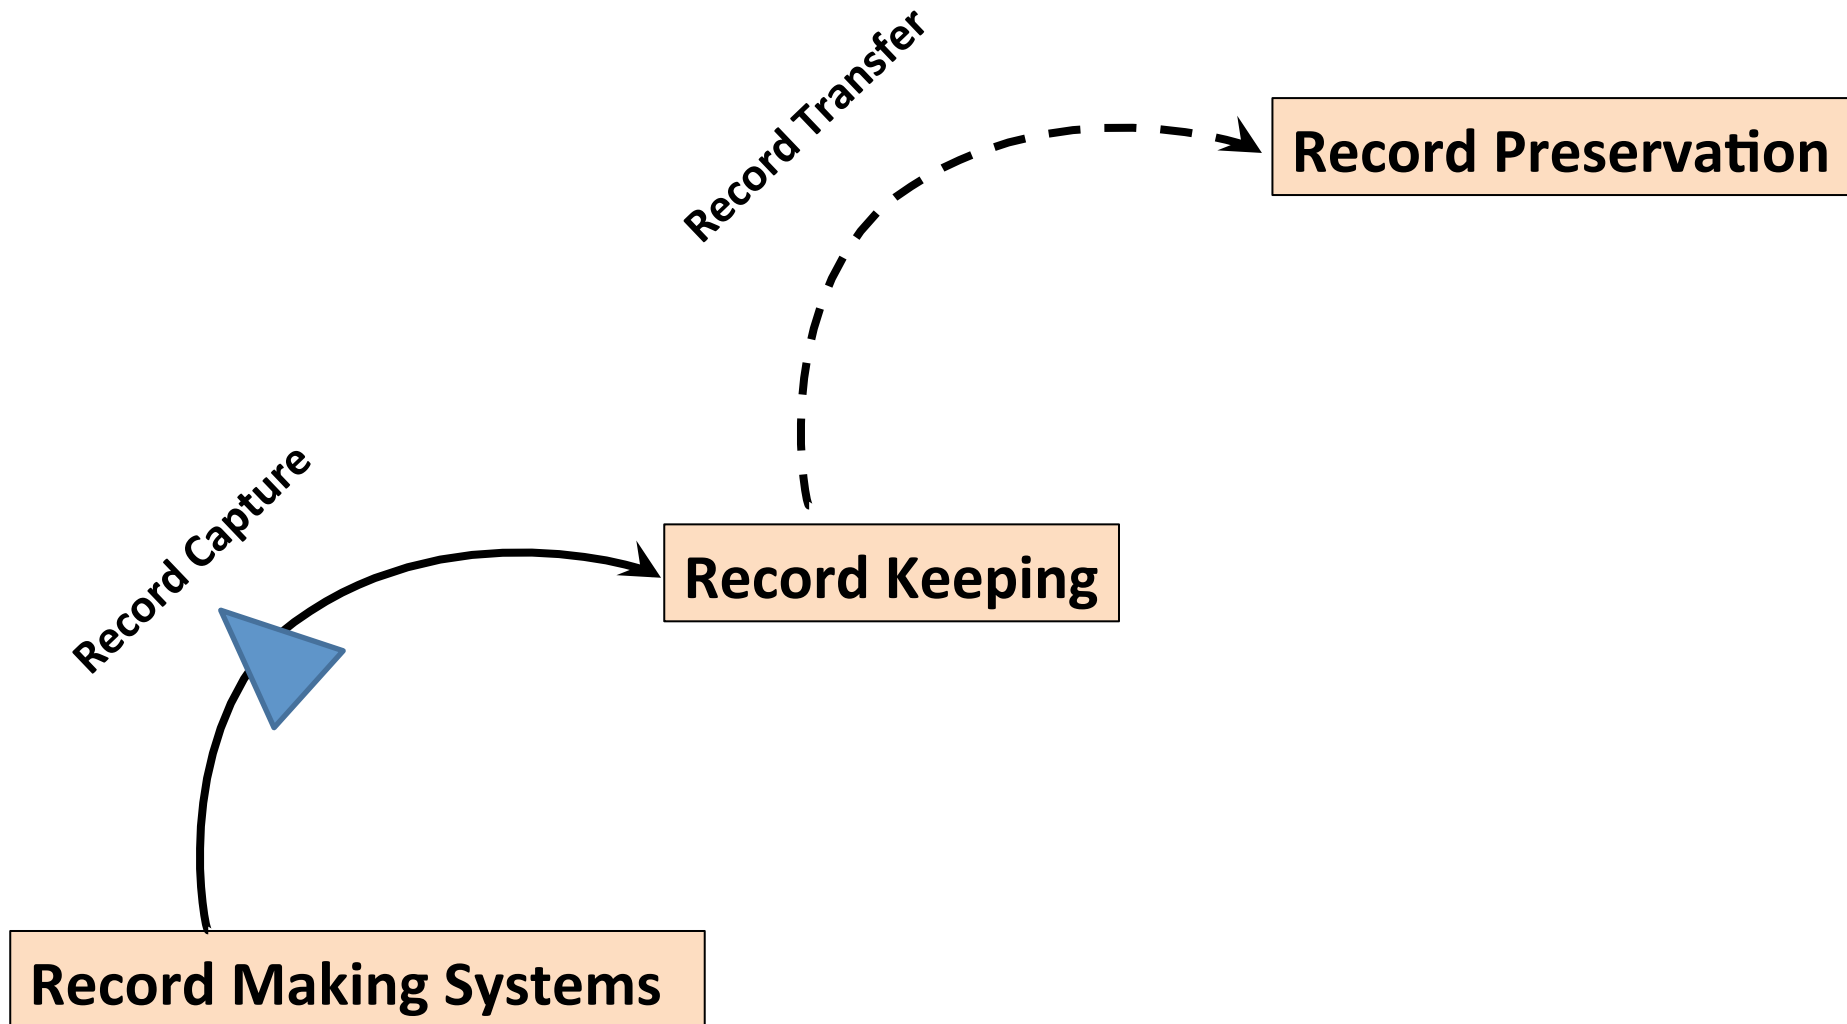 Record Transfer
Record Preservation
Record Capture
Record Keeping
Record Making Systems